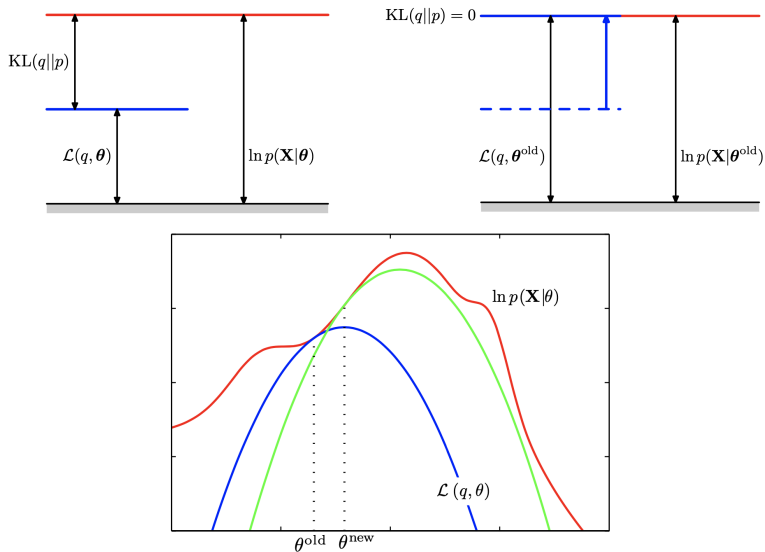 KL(q||p)
ℒ(q, θ)
ln p(X|θ)
KL(q||p) = 0
ℒ(q, θ^old)
ln p(X|θ^old)
ln p(X|θ)
ℒ (q, θ)
θ^old θ^new